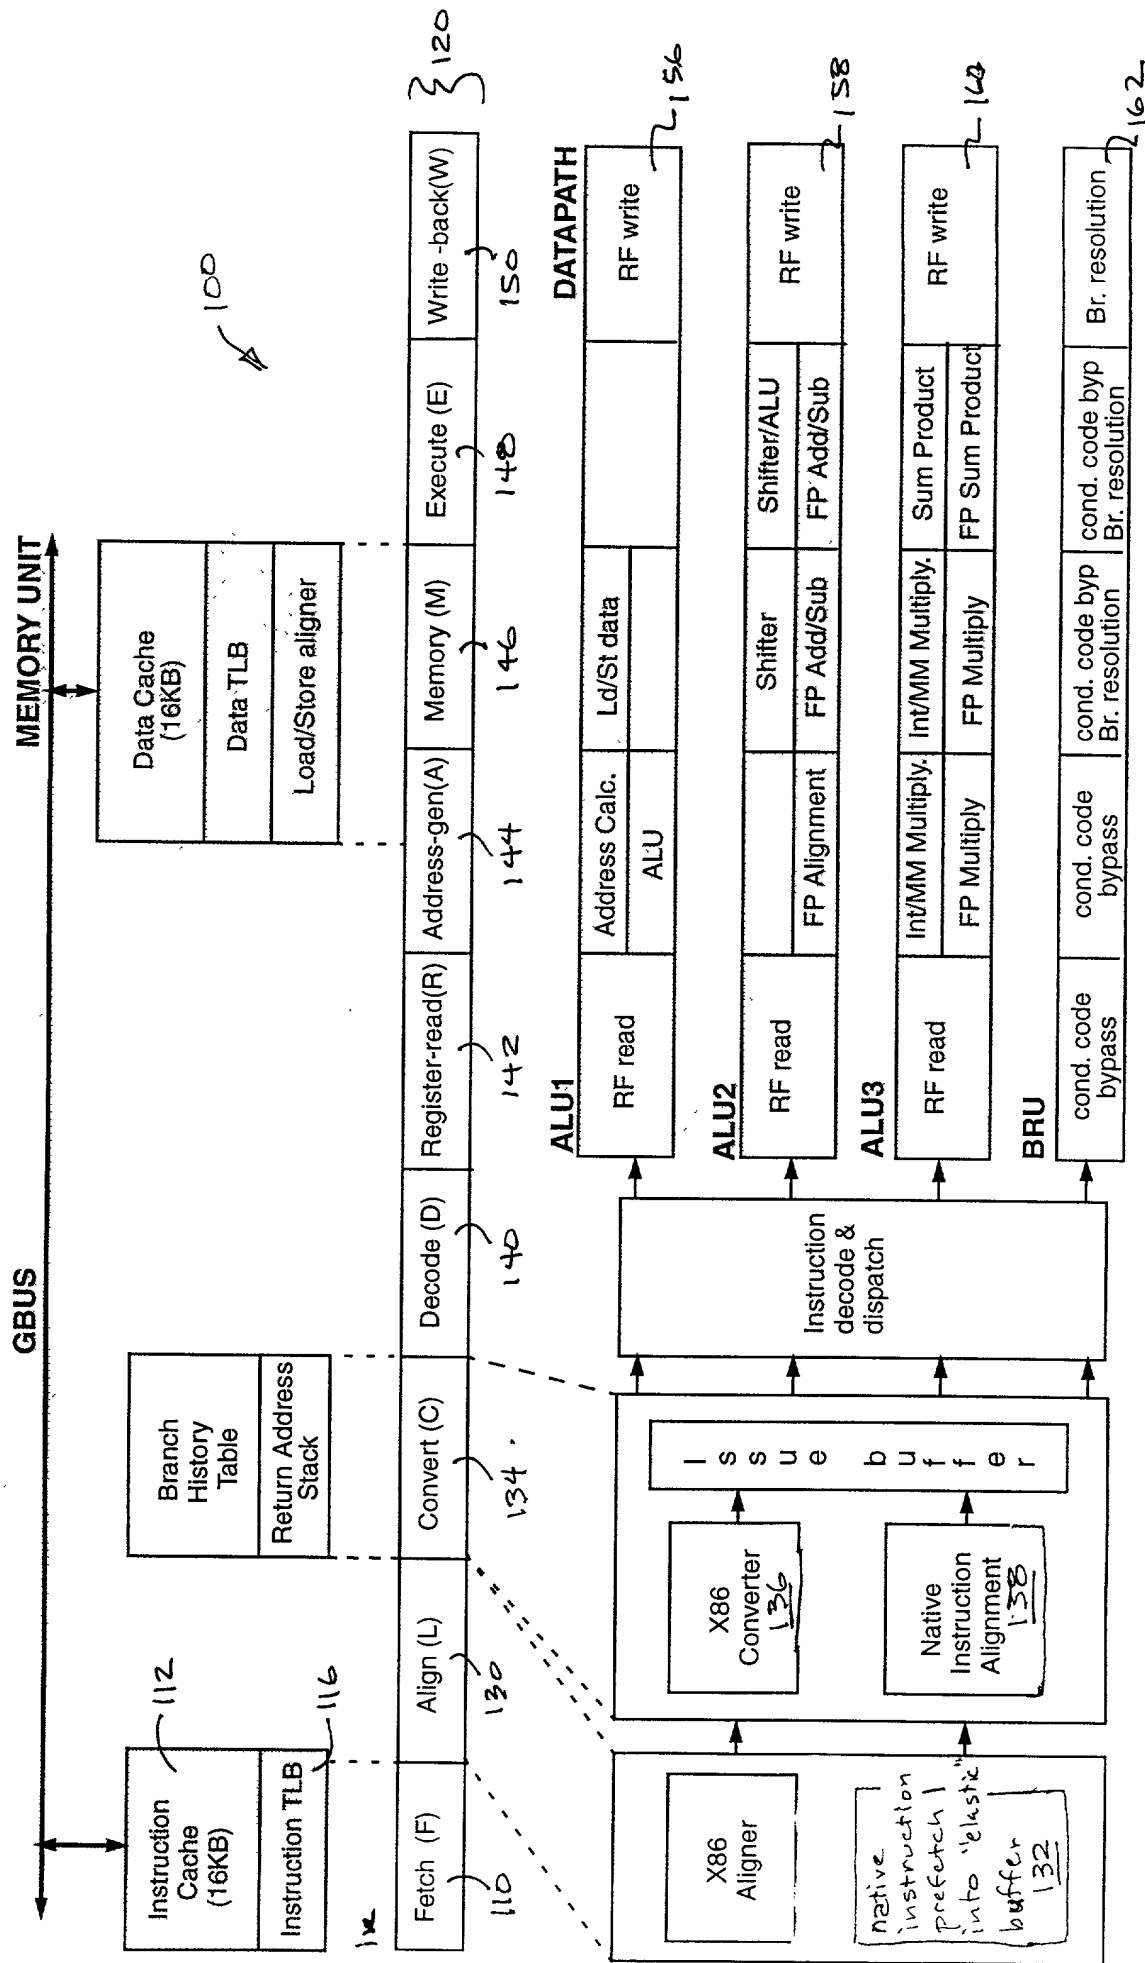 GBUS
MEMORY UNIT
Instruction
Cache
(16KB)
112
Instruction TLB
116
Branch
History
Table
Return Address
Stack
Data Cache
(16KB)
Data TLB
Load/Store aligner
100
Fetch (F)
Align (L)
Convert (C)
Decode (D)
Register-read(R)
Address-gen(A)
Memory (M)
Execute (E)
Write -back(W)
120
110
130
134
140
142
144
146
148
150
DATAPATH
ALU1
RF read
Address Calc.
ALU
Ld/St data
RF write
156
ALU2
RF read
FP Alignment
Shifter
FP Add/Sub
Shifter/ALU
FP Add/Sub
RF write
158
ALU3
RF read
Int/MM Multiply.
FP Multiply
Int/MM Multiply.
FP Multiply
Sum Product
FP Sum Product
RF write
160
BRU
cond. code
bypass
cond. code
bypass
cond. code byp
Br. resolution
cond. code byp
Br. resolution
Br. resolution
162
X86
Aligner
native
instruction
prefetch
into "elastic"
buffer
132
X86
Converter
136
Native
Instruction
Alignment
138
Issue buffer
Instruction
decode &
dispatch